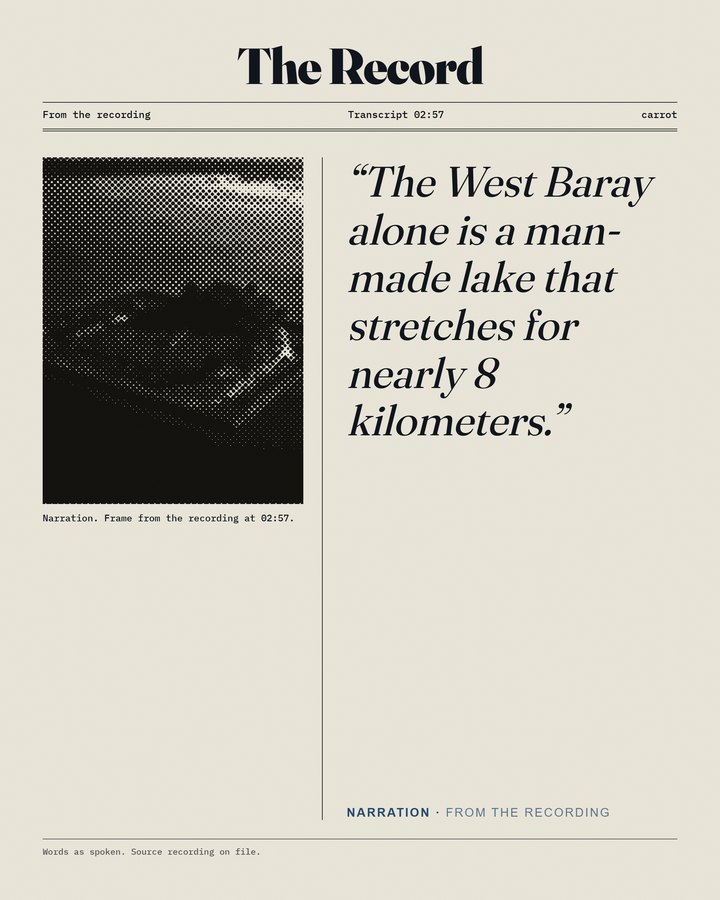 The Record
From the recording
Transcript 02:57
carrot
“The West Baray
alone is a man-
made lake that
stretches for
nearly 8
kilometers.”
Narration. Frame from the recording at 02:57.
NARRATION · FROM THE RECORDING
Words as spoken. Source recording on file.